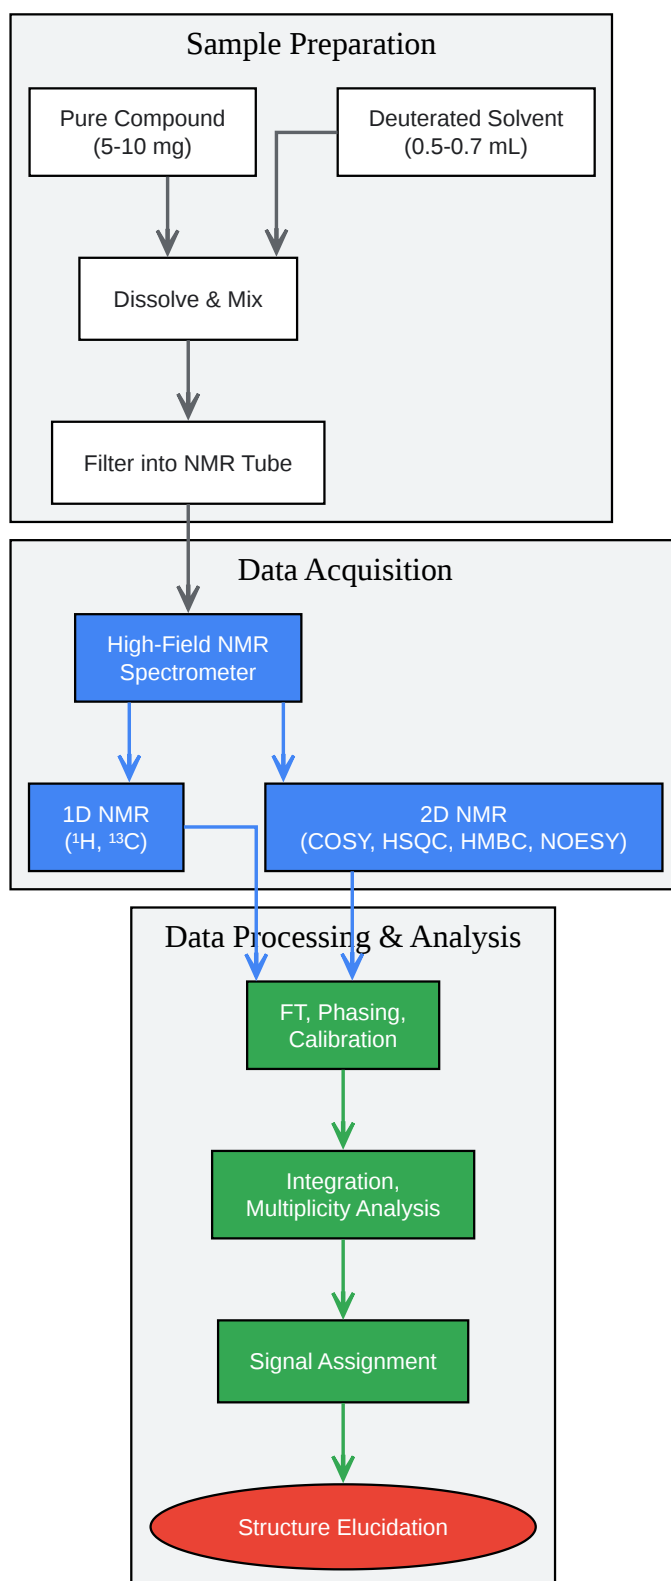 Sample Preparation
Pure Compound
(5-10 mg)
Deuterated Solvent
(0.5-0.7 mL)
Dissolve & Mix
Filter into NMR Tube
Data Acquisition
High-Field NMR
Spectrometer
1D NMR
(¹H, ¹³C)
2D NMR
(COSY, HSQC, HMBC, NOESY)
Data Processing & Analysis
FT, Phasing,
Calibration
Integration,
Multiplicity Analysis
Signal Assignment
Structure Elucidation